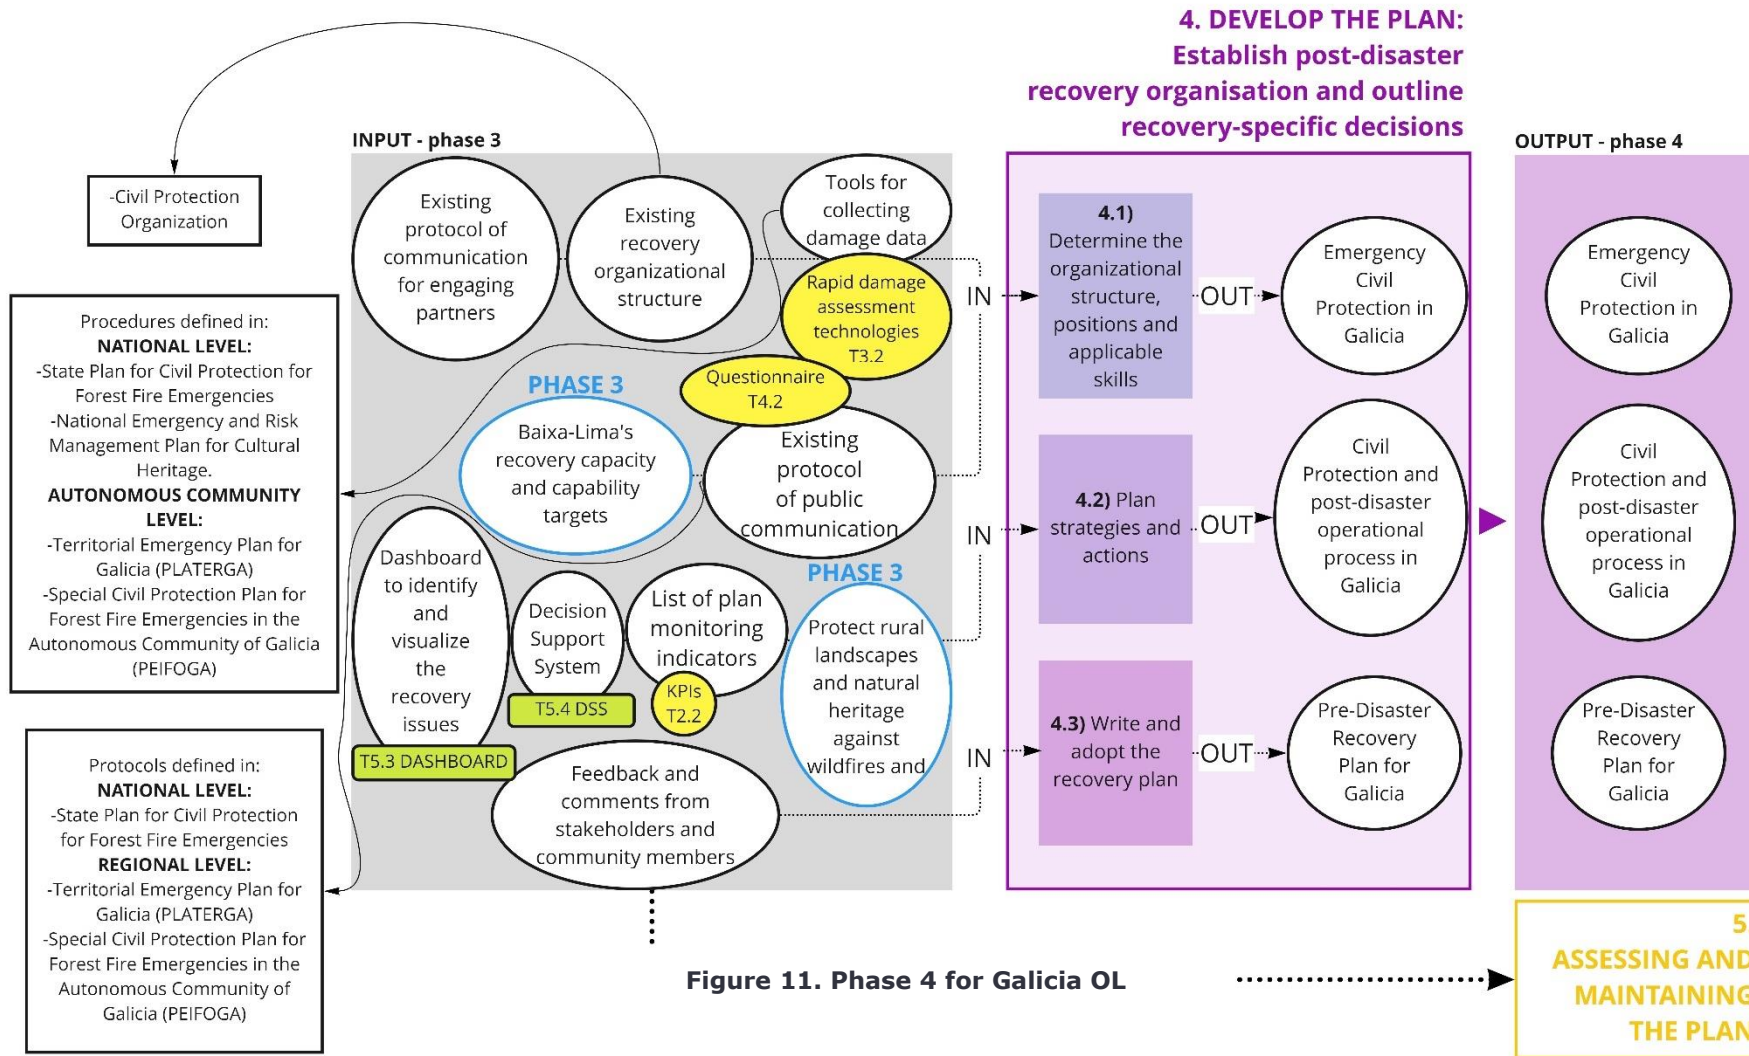 4. DEVELOP THE PLAN:
Establish post-disaster
recovery organisation and outline
recovery-specific decisions
INPUT - phase 3
OUTPUT - phase 4
-Civil Protection
Organization
Procedures defined in:
NATIONAL LEVEL:
-State Plan for Civil Protection for
Forest Fire Emergencies
-National Emergency and Risk
Management Plan for Cultural
Heritage.
AUTONOMOUS COMMUNITY
LEVEL:
-Territorial Emergency Plan for
Galicia (PLATERGA)
-Special Civil Protection Plan for
Forest Fire Emergencies in the
Autonomous Community of Galicia
(PEIFOGA)
Protocols defined in:
NATIONAL LEVEL:
-State Plan for Civil Protection
for Forest Fire Emergencies
REGIONAL LEVEL:
-Territorial Emergency Plan for
Galicia (PLATERGA)
-Special Civil Protection Plan for
Forest Fire Emergencies in the
Autonomous Community of
Galicia (PEIFOGA)
Existing
protocol of
communication
for engaging
partners
Existing
recovery
organizational
structure
Tools for
collecting
damage data
Rapid damage
assessment
technologies
T3.2
Questionnaire
T4.2
PHASE 3
Baixa-Lima's
recovery capacity
and capability
targets
Existing
protocol
of public
communication
Dashboard
to identify
and
visualize
the
recovery
issues
T5.3 DASHBOARD
Decision
Support
System
T5.4 DSS
List of plan
monitoring
indicators
KPIs
T2.2
PHASE 3
Protect rural
landscapes
and natural
heritage
against
wildfires and
Feedback and
comments from
stakeholders and
community members
IN
IN
IN
4.1)
Determine the
organizational
structure,
positions and
applicable
skills
OUT
Emergency
Civil
Protection in
Galicia
4.2) Plan
strategies and
actions
OUT
Civil
Protection and
post-disaster
operational
process in
Galicia
4.3) Write and
adopt the
recovery plan
OUT
Pre-Disaster
Recovery
Plan for
Galicia
Emergency
Civil
Protection in
Galicia
Civil
Protection and
post-disaster
operational
process in
Galicia
Pre-Disaster
Recovery
Plan for
Galicia
Figure 11. Phase 4 for Galicia OL
5
ASSESSING AND
MAINTAINING
THE PLAN